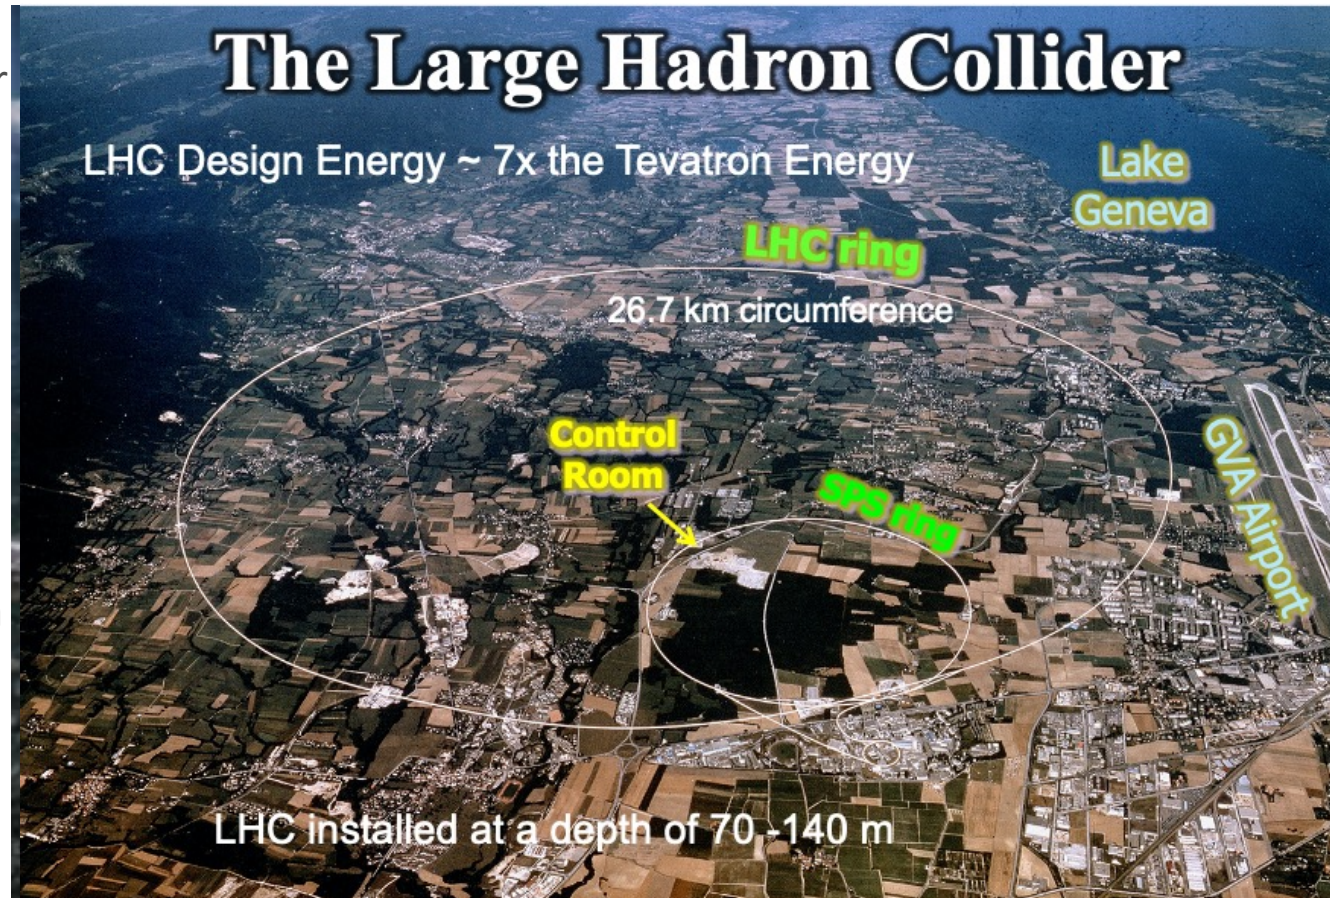 The Large Hadron Collider
LHC Design Energy ~ 7x the Tevatron Energy
Lake
Geneva
LHC ring
26.7 km circumference
Control
Room
SPS ring
GVA Airport
LHC installed at a depth of 70 -140 m